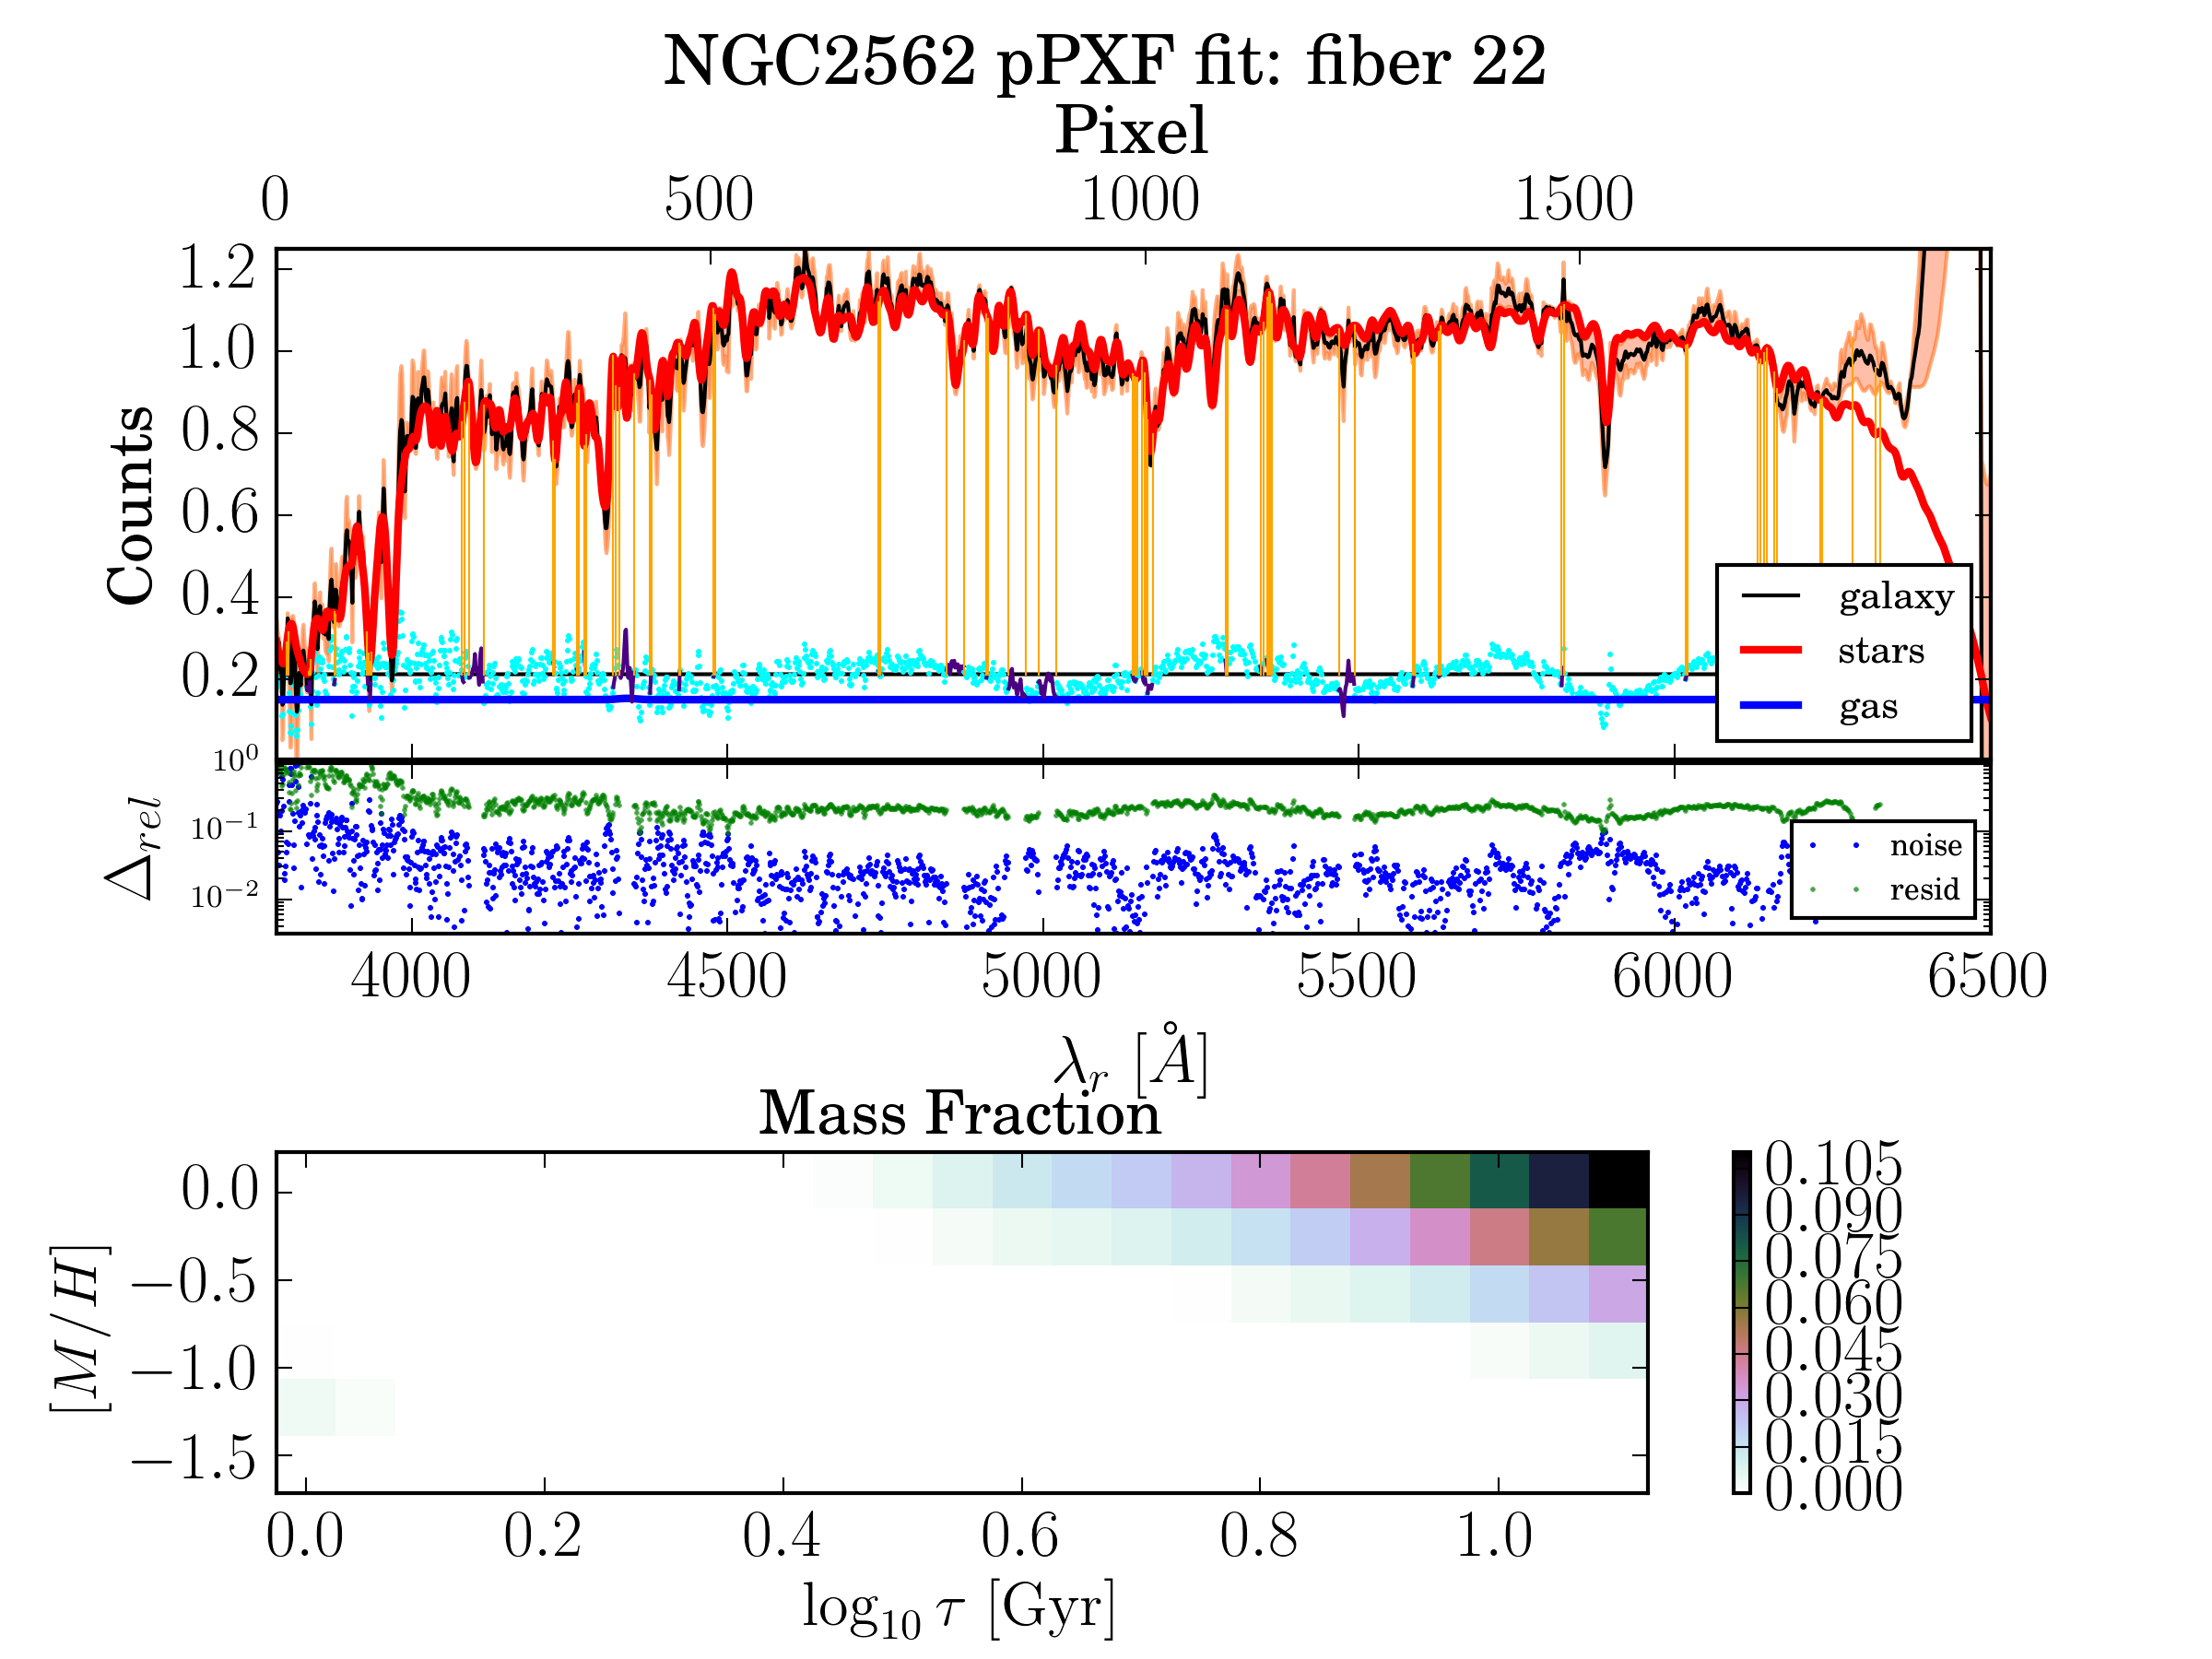 NGC2562 pPXF fit: fiber 22
Pixel
0 500 1000 1500
1.2
1.0
0.8
0.6
0.4
0.2
Counts
galaxy
stars
gas
10⁰
10⁻¹
10⁻²
Δrel
noise
resid
4000 4500 5000 5500 6000 6500
λr [Å]
Mass Fraction
0.0
−0.5
−1.0
−1.5
[M/H]
0.105
0.090
0.075
0.060
0.045
0.030
0.015
0.000
0.0 0.2 0.4 0.6 0.8 1.0
log₁₀ τ [Gyr]